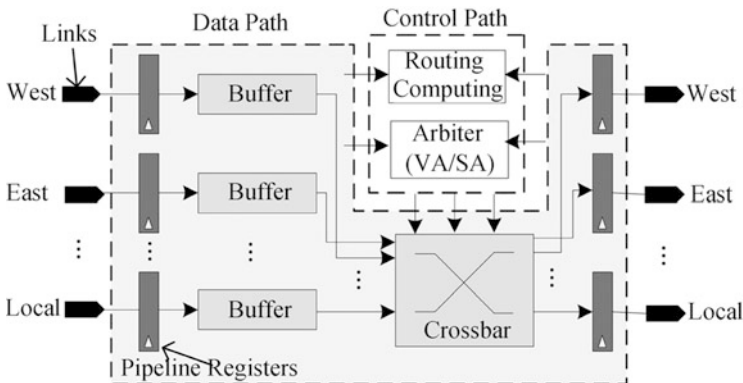 Links
Data Path
Control Path
Routing
Computing
West
Buffer
West
Arbiter
(VA/SA)
East
Buffer
East
Local
Buffer
Crossbar
Local
Pipeline Registers